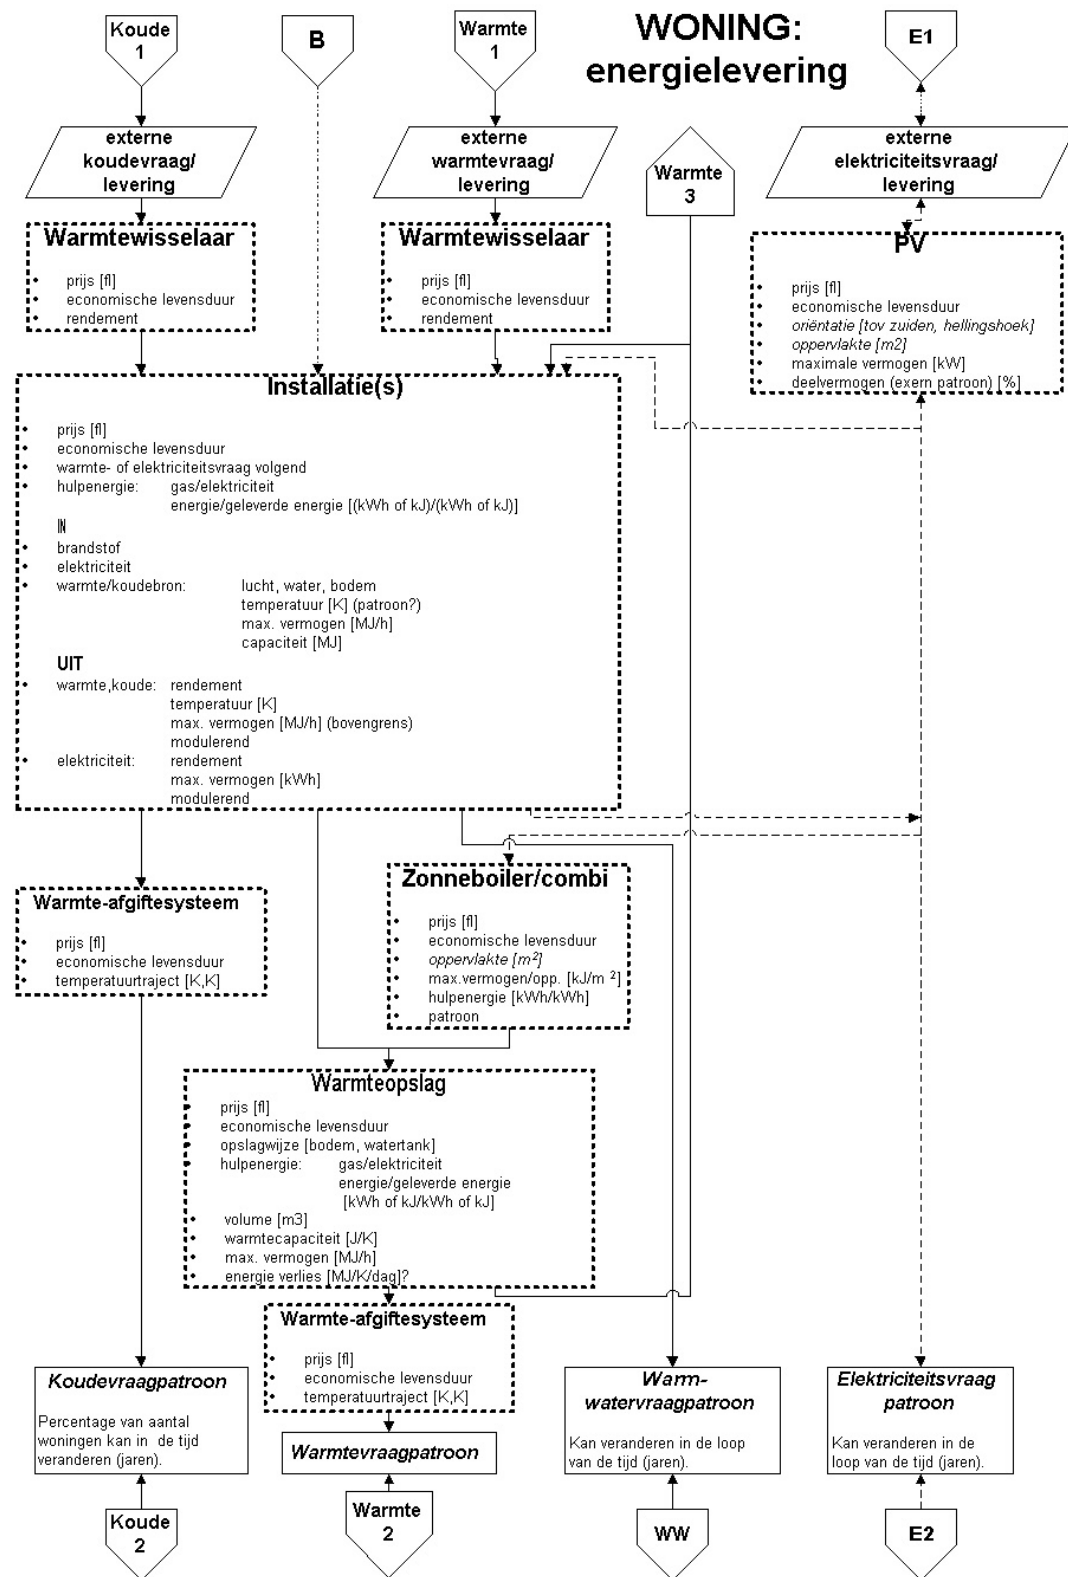 WONING:
energielevering
Koude
1
B
Warmte
1
E1
externe
koudevraag/
levering
externe
warmtevraag/
levering
Warmte
3
externe
elektriciteitsvraag/
levering
Warmtewisselaar
• prijs [fl]
• economische levensduur
• rendement
Warmtewisselaar
• prijs [fl]
• economische levensduur
• rendement
PV
• prijs [fl]
• economische levensduur
• oriëntatie [tov zuiden, hellingshoek]
• oppervlakte [m2]
• maximale vermogen [kW]
• deelvermogen (exern patroon) [%]
Installatie(s)
• prijs [fl]
• economische levensduur
• warmte- of elektriciteitsvraag volgend
• hulpenergie: gas/elektriciteit
energie/geleverde energie [(kWh of kJ)/(kWh of kJ)]
IN
• brandstof
• elektriciteit
• warmte/koudebron: lucht, water, bodem
temperatuur [K] (patroon?)
max. vermogen [MJ/h]
capaciteit [MJ]
UIT
• warmte,koude: rendement
temperatuur [K]
max. vermogen [MJ/h] (bovengrens)
modulerend
• elektriciteit: rendement
max. vermogen [kWh]
modulerend
Warmte-afgiftesysteem
• prijs [fl]
• economische levensduur
• temperatuurtraject [K,K]
Zonneboiler/combi
• prijs [fl]
• economische levensduur
• oppervlakte [m²]
• max.vermogen/opp. [kJ/m ²]
• hulpenergie [kWh/kWh]
• patroon
Warmteopslag
• prijs [fl]
• economische levensduur
• opslagwijze [bodem, watertank]
• hulpenergie: gas/elektriciteit
energie/geleverde energie
[kWh of kJ/kWh of kJ]
• volume [m3]
• warmtecapaciteit [J/K]
• max. vermogen [MJ/h]
• energie verlies [MJ/K/dag]?
Warmte-afgiftesysteem
• prijs [fl]
• economische levensduur
• temperatuurtraject [K,K]
Koudevraagpatroon
Percentage van aantal
woningen kan in de tijd
veranderen (jaren).
Warmtevraagpatroon
Warm-
watervraagpatroon
Kan veranderen in de loop
van de tijd (jaren).
Elektriciteitsvraag
patroon
Kan veranderen in de
loop van de tijd (jaren).
Koude
2
Warmte
2
WW
E2